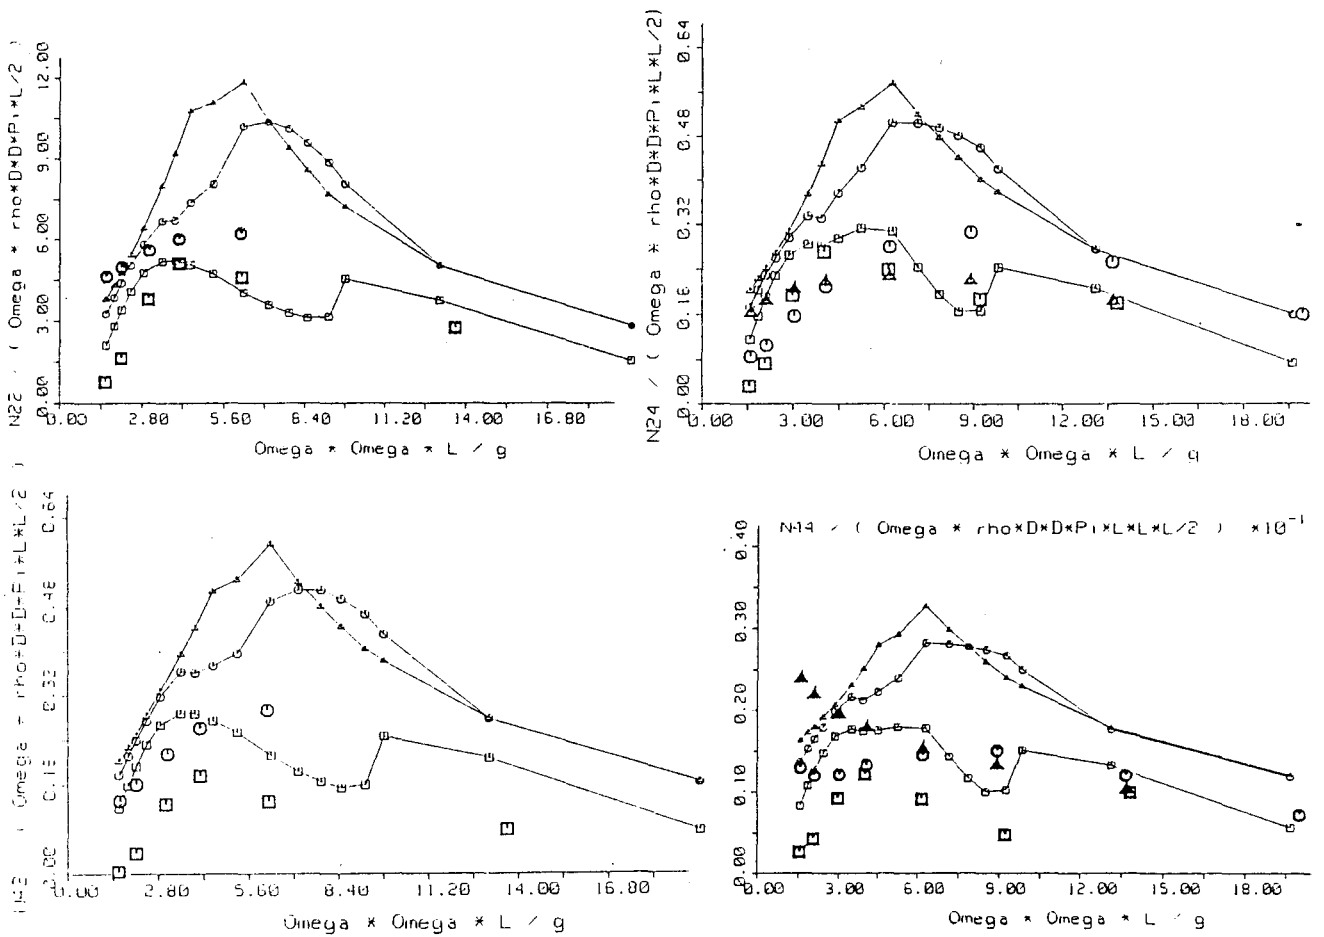 N22 / ( Omega * rho*D*D*Pi*L/2 )
12.00
9.00
6.00
3.00
0.00
0.00 2.80 5.60 8.40 11.20 14.00 16.80
Omega * Omega * L / g
N24 / ( Omega * rho*D*D*Pi*L*L/2)
0.64
0.48
0.32
0.16
0.00
0.00 3.00 6.00 9.00 12.00 15.00 18.00
Omega * Omega * L / g
Omega * rho*D*D*Pi*L*L/2 )
0.64
0.48
0.00
0.00 2.80 5.60 8.40 11.20 14.00 16.80
Omega * Omega * L / g
N44 / ( Omega * rho*D*D*Pi*L*L*L/2 ) *10⁻¹
0.40
0.30
0.20
0.10
0.00
0.00 3.00 6.00 9.00 12.00 15.00 18.00
Omega * Omega * L / g